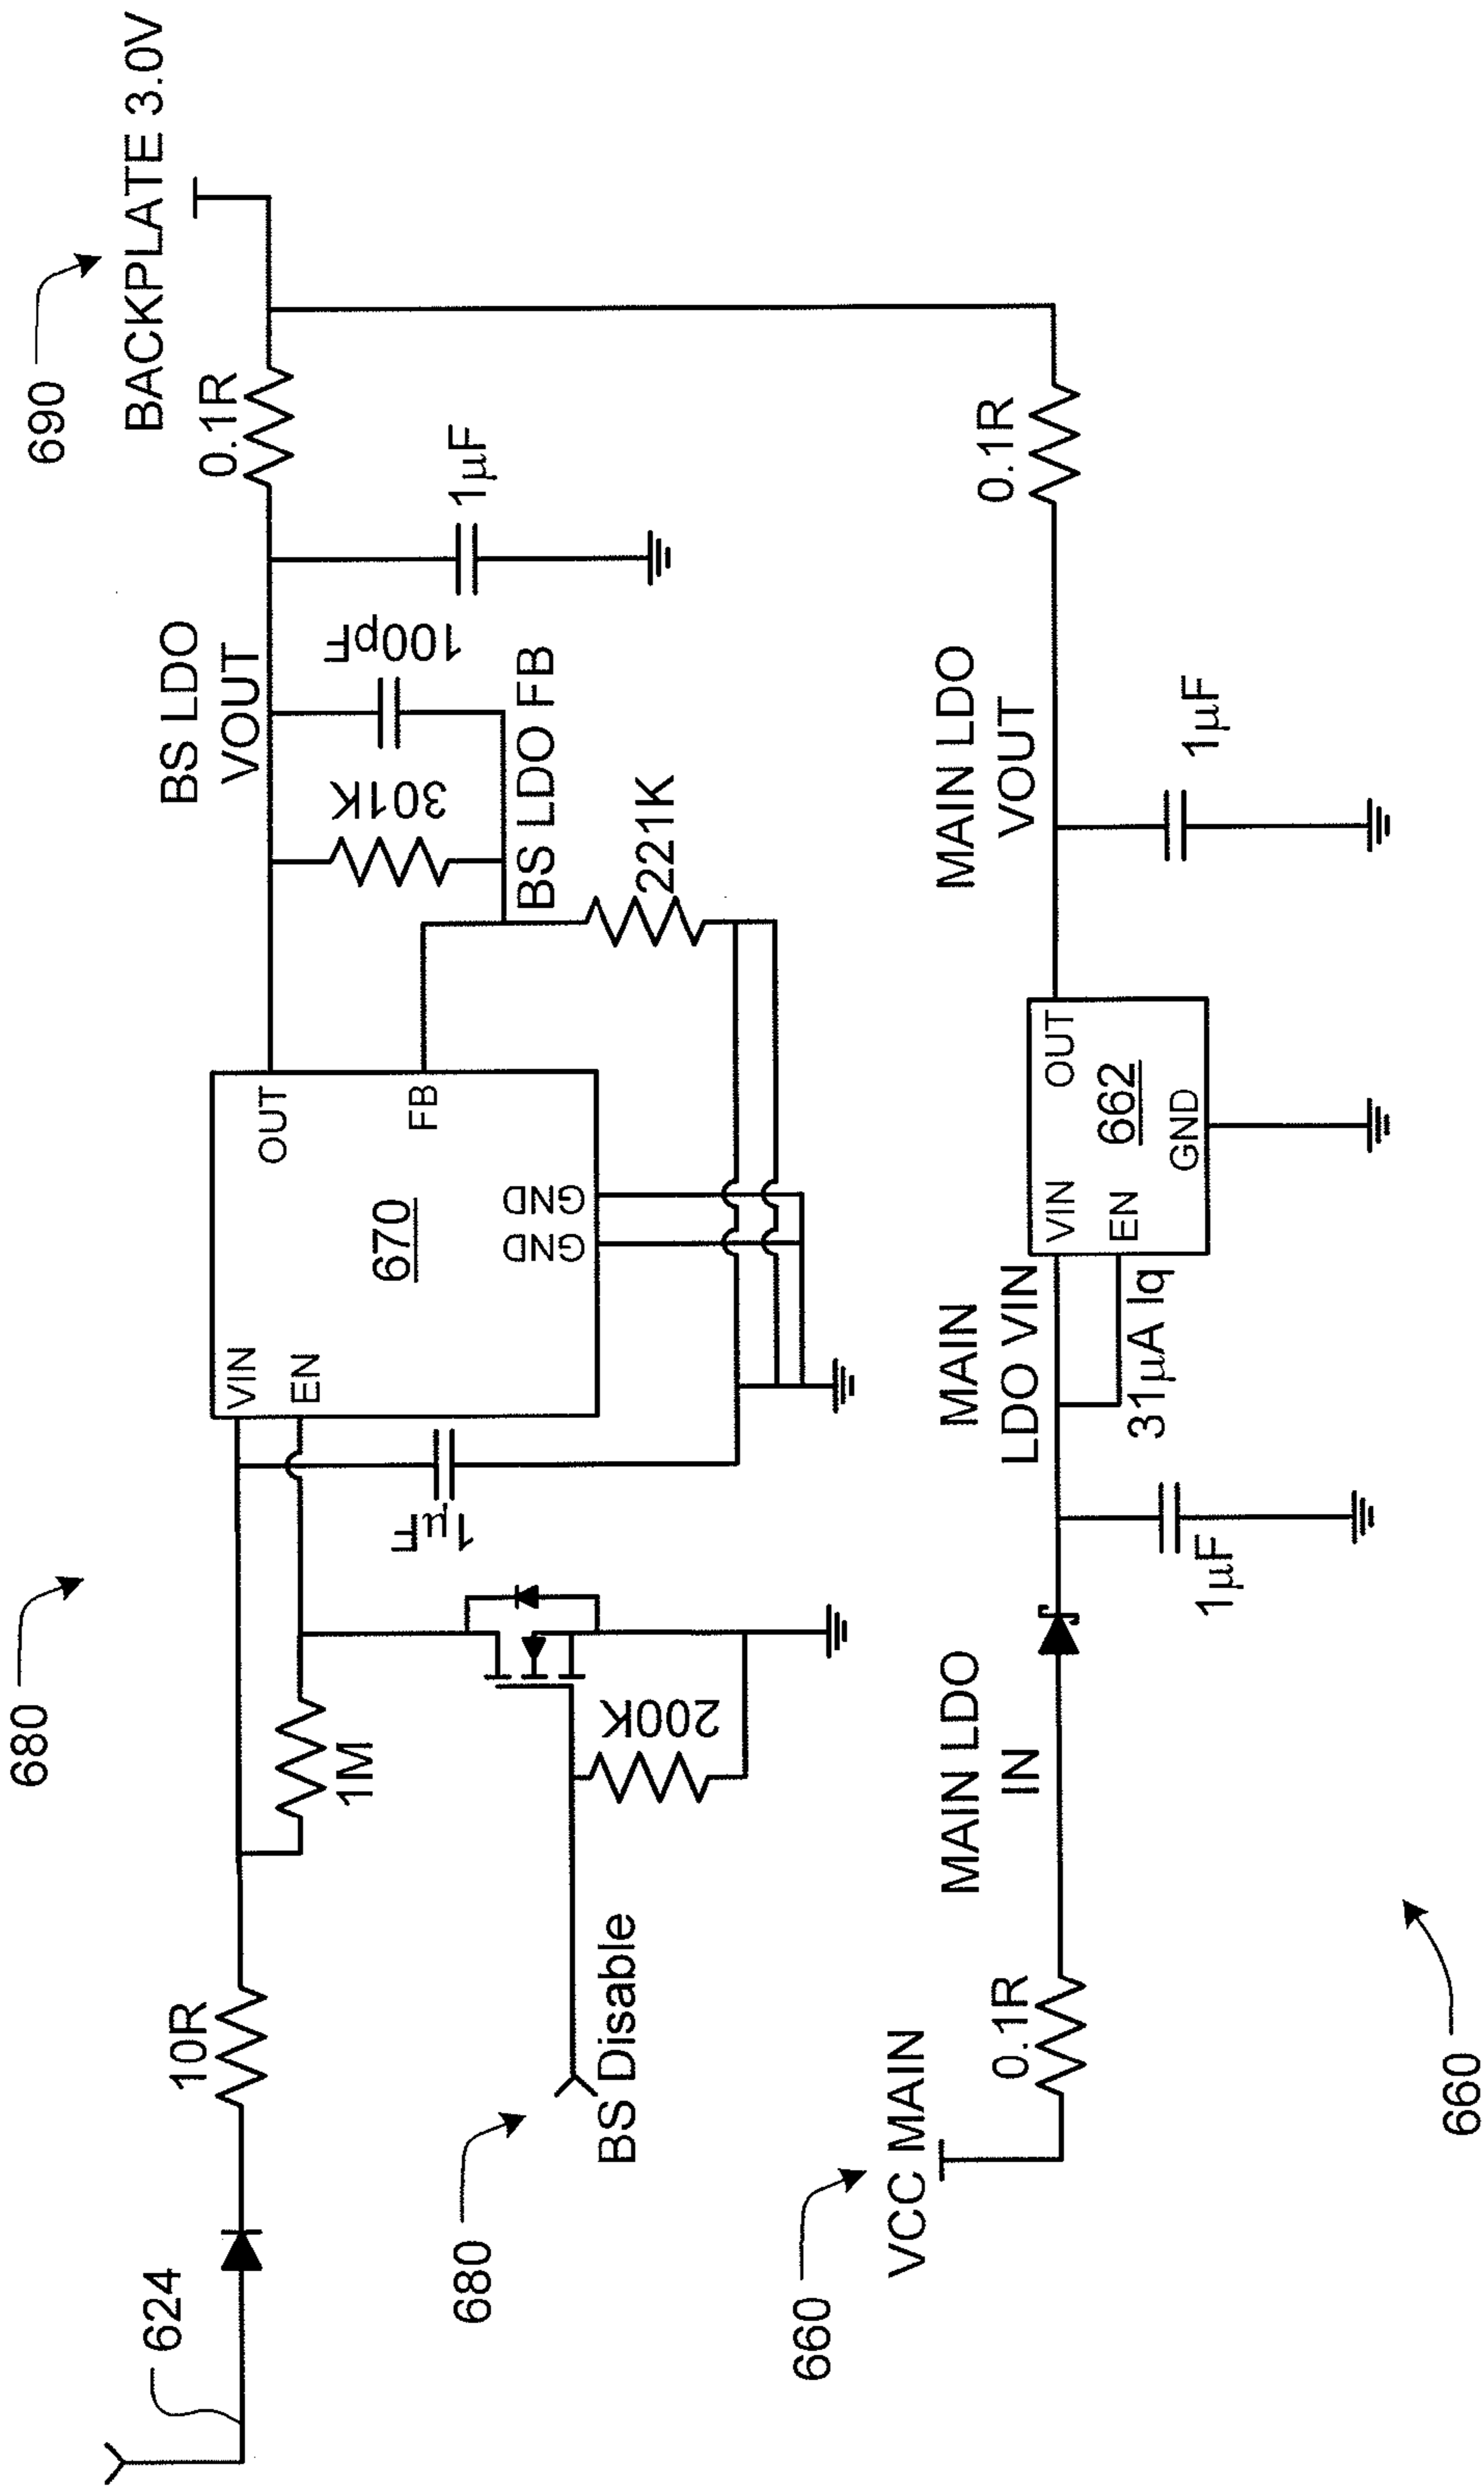 690
BACKPLATE 3.0V
680
624
10R
1M
VIN
EN
OUT
FB
670
GND
GND
BS LDO
VOUT
0.1R
1µF
100pF
301K
BS LDO FB
221K
1µF
200K
680
BS Disable
660
VCC MAIN
0.1R
MAIN LDO
IN
1µF
MAIN
LDO VIN
31µA Iq
VIN
EN
OUT
662
GND
MAIN LDO
VOUT
1µF
0.1R
660